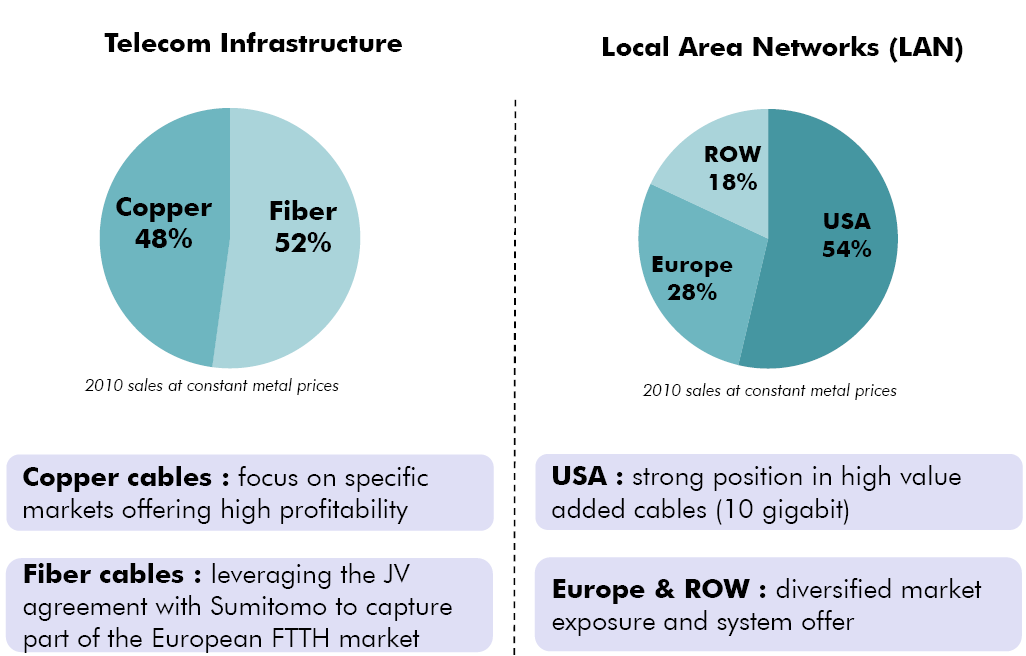 Telecom Infrastructure
Copper
48%
Fiber
52%
2010 sales at constant metal prices
Copper cables : focus on specific
markets offering high profitability
Fiber cables : leveraging the JV
agreement with Sumitomo to capture
part of the European FTTH market
Local Area Networks (LAN)
ROW
18%
USA
54%
Europe
28%
2010 sales at constant metal prices
USA : strong position in high value
added cables (10 gigabit)
Europe & ROW : diversified market
exposure and system offer